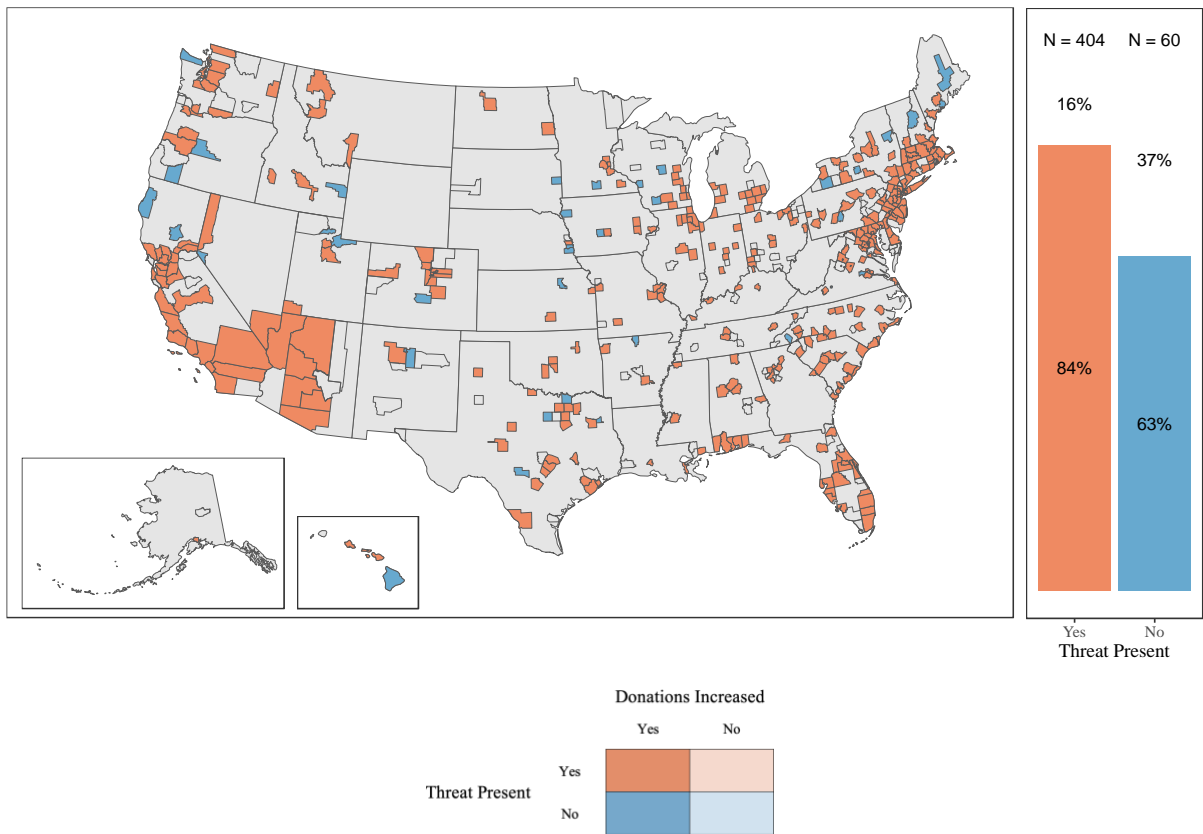 N = 404 N = 60
16%
37%
84%
63%
Yes No
Threat Present
Donations Increased
Yes No
Yes
Threat Present
No